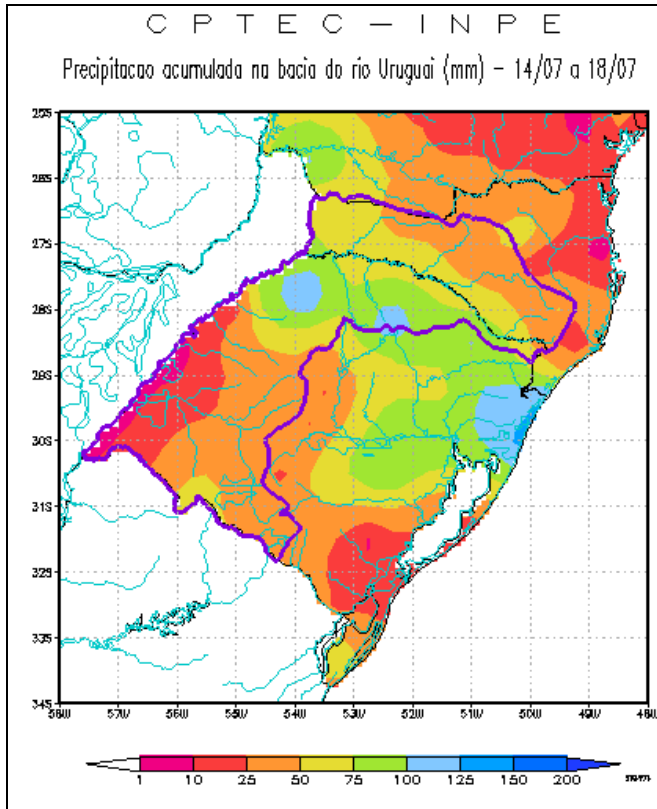 CPTEC-INPE
Precipitacao acumulada na bacia do rio Uruguai (mm) - 14/07 a 18/07
25S
26S
27S
28S
29S
30S
31S
32S
33S
34S
58W 57W 56W 55W 54W 53W 52W 51W 50W 49W 48W
1 10 25 50 75 100 125 150 200